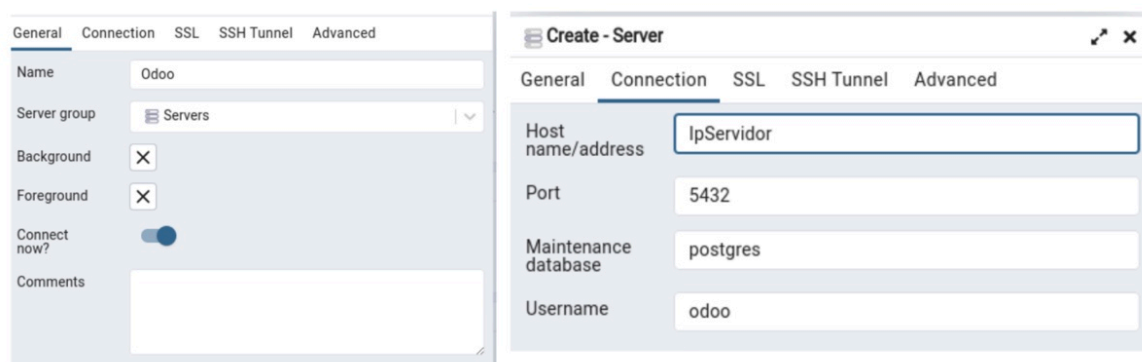 General Connection SSL SSH Tunnel Advanced
Name Odoo
Server group Servers
Background
Foreground
Connect
now?
Comments
Create - Server
General Connection SSL SSH Tunnel Advanced
Host
name/address IpServidor
Port 5432
Maintenance
database postgres
Username odoo